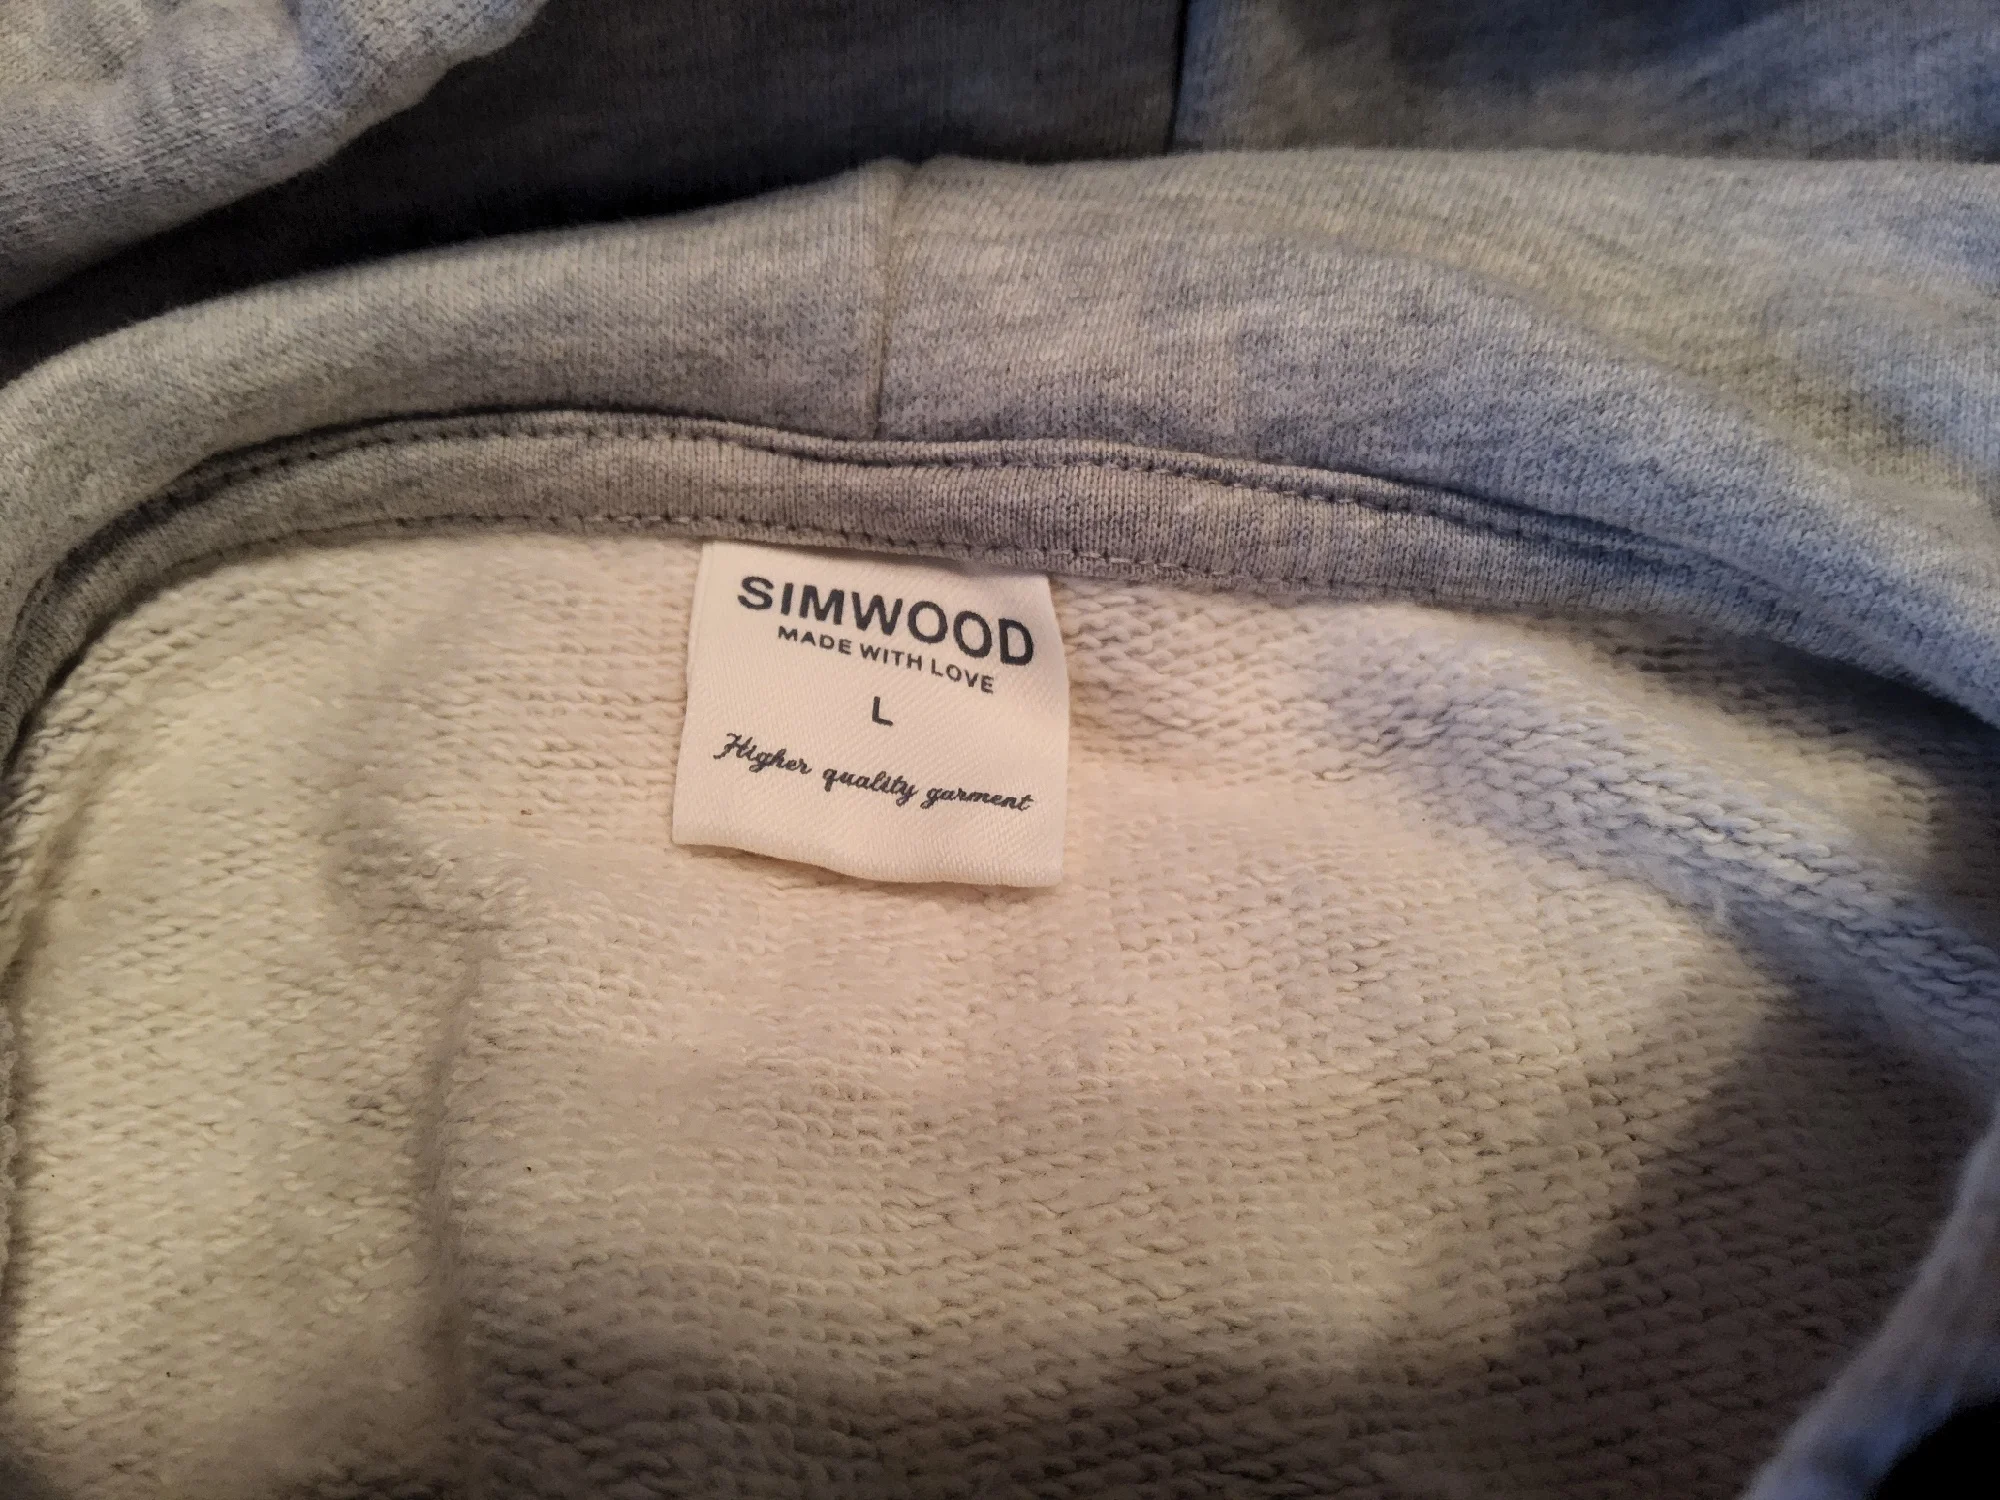 SIMWOOD
MADE WITH LOVE
L
Higher quality garment